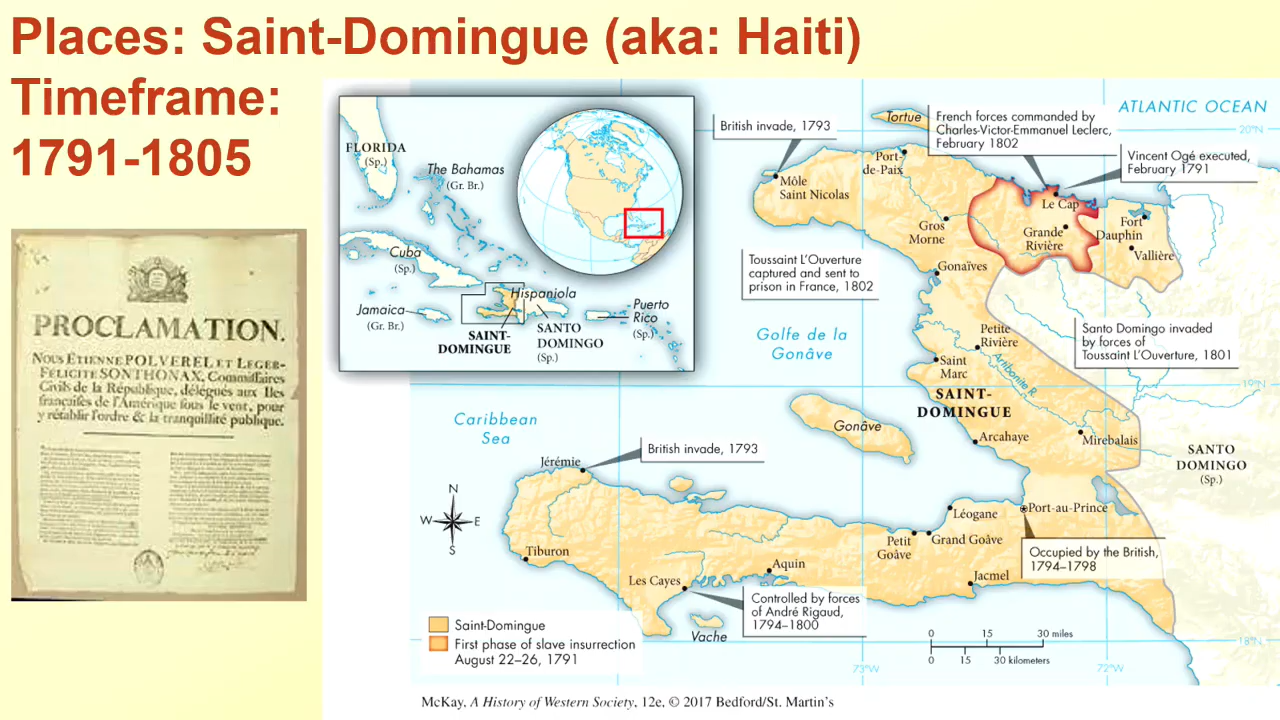 Places: Saint-Domingue (aka: Haiti)
Timeframe:
1791-1805
PROCLAMATION.
NOUS ÉTIENNE POLVEREL ET LEGER-
FÉLICITÉ SONTHONAX, Commissaires
Civils de la République, délégués aux Iles
françaises de l'Amérique sous le vent, pour
y rétablir l'ordre & la tranquillité publique.
FLORIDA
(Sp.)
The Bahamas
(Gr. Br.)
Cuba
(Sp.)
Jamaica
(Gr. Br.)
Hispaniola
SAINT-
DOMINGUE
SANTO
DOMINGO
(Sp.)
Puerto
Rico
(Sp.)
ATLANTIC OCEAN
20°N
British invade, 1793
Tortue
French forces commanded by
Charles-Victor-Emmanuel Leclerc,
February 1802
Vincent Ogé executed,
February 1791
Port-
de-Paix
Môle
Saint Nicolas
Le Cap
Gros
Morne
Grande
Rivière
Fort
Dauphin
Vallière
Toussaint L'Ouverture
captured and sent to
prison in France, 1802
Gonaïves
Golfe de la
Gonâve
Petite
Rivière
Santo Domingo invaded
by forces of
Toussaint L'Ouverture, 1801
Saint
Marc
Artibonite R.
19°N
SAINT-
DOMINGUE
Caribbean
Sea
Gonâve
Arcahaye
Mirebalais
SANTO
DOMINGO
(Sp.)
British invade, 1793
Jérémie
N
W
E
S
Léogane
Port-au-Prince
Petit
Goâve
Grand Goâve
Occupied by the British,
1794–1798
Tiburon
Aquin
Les Cayes
Jacmel
Controlled by forces
of André Rigaud,
1794–1800
Vache
Saint-Domingue
First phase of slave insurrection
August 22–26, 1791
0 15 30 miles
0 15 30 kilometers
18°N
73°W
72°W
McKay, A History of Western Society, 12e, © 2017 Bedford/St. Martin's